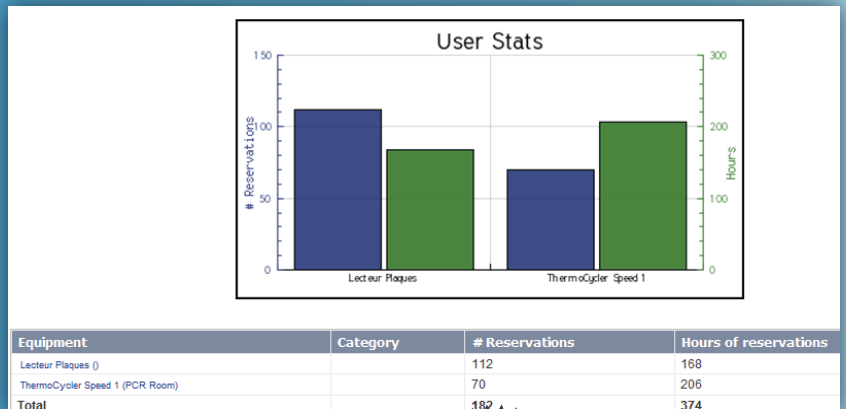 User Stats
150
100
50
0
# Reservations
300
200
100
0
Hours
Lecteur Plaques
ThermoCycler Speed 1
Equipment Category # Reservations Hours of reservations
Lecteur Plaques () 112 168
ThermoCycler Speed 1 (PCR Room) 70 206
Total 182 374